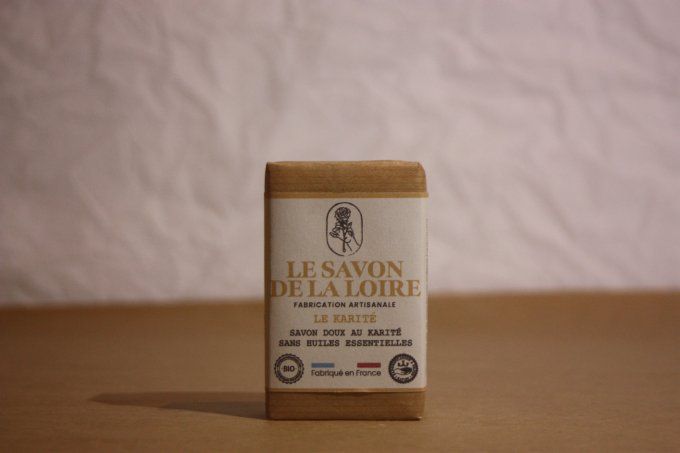 LE SAVON
DE LA LOIRE
FABRICATION ARTISANALE
LE KARITÉ
SAVON DOUX AU KARITÉ
SANS HUILES ESSENTIELLES
BIO
Fabriqué en France